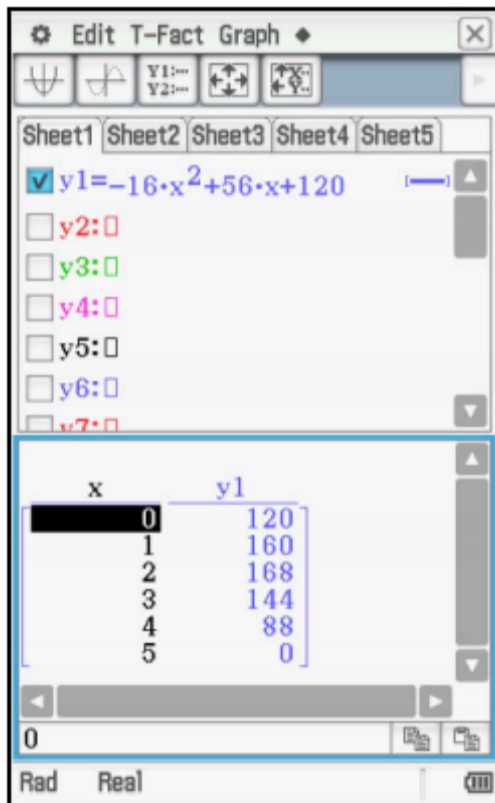 Edit T-Fact Graph
Y1:···
Y2:···
Sheet1 Sheet2 Sheet3 Sheet4 Sheet5
y1=-16·x²+56·x+120
y2:▯
y3:▯
y4:▯
y5:▯
y6:▯
y7:▯
x y1
0 120
1 160
2 168
3 144
4 88
5 0
0
Rad Real